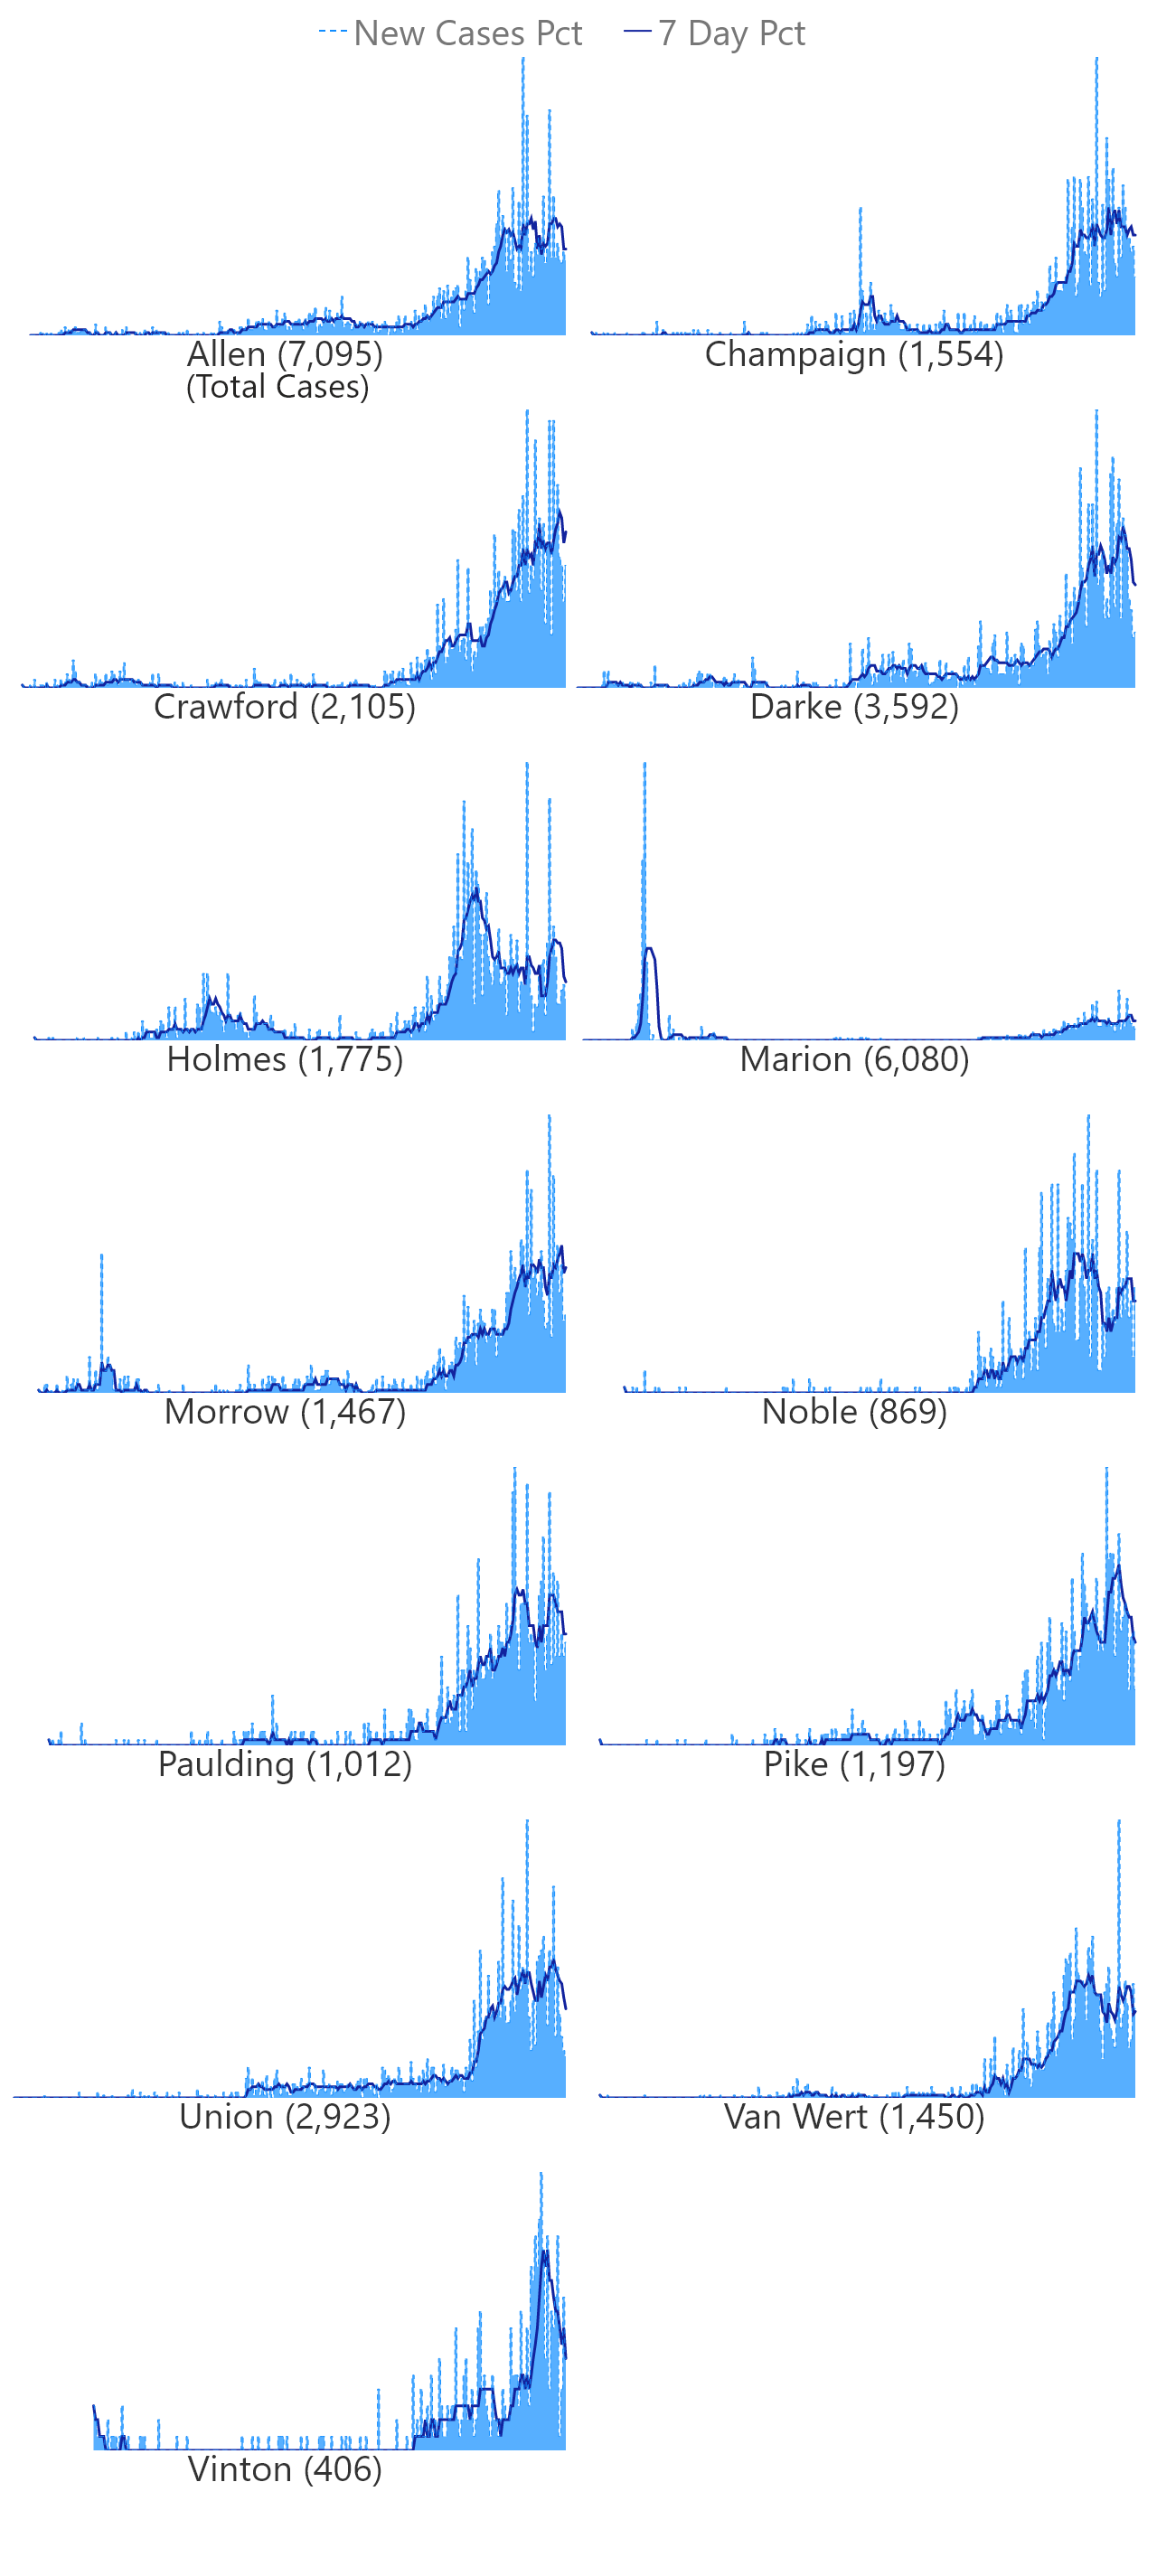 New Cases Pct 7 Day Pct
Allen (7,095) Champaign (1,554)
(Total Cases)
Crawford (2,105) Darke (3,592)
Holmes (1,775) Marion (6,080)
Morrow (1,467) Noble (869)
Paulding (1,012) Pike (1,197)
Union (2,923) Van Wert (1,450)
Vinton (406)